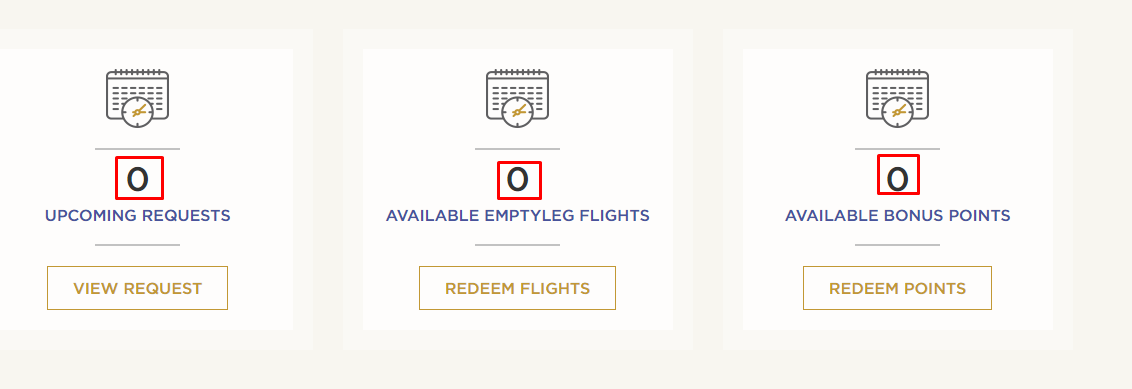 0
UPCOMING REQUESTS
VIEW REQUEST
0
AVAILABLE EMPTYLEG FLIGHTS
REDEEM FLIGHTS
0
AVAILABLE BONUS POINTS
REDEEM POINTS